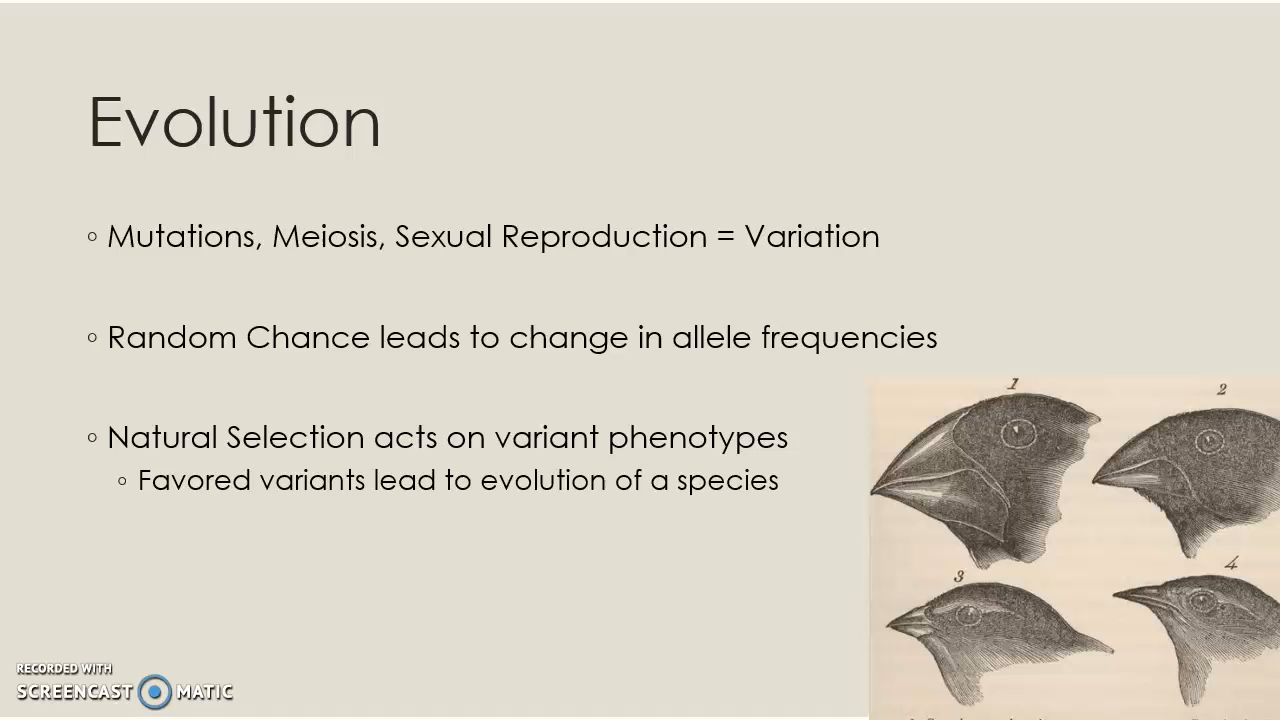 Evolution
◦ Mutations, Meiosis, Sexual Reproduction = Variation
◦ Random Chance leads to change in allele frequencies
◦ Natural Selection acts on variant phenotypes
◦ Favored variants lead to evolution of a species
1
2
3
4
RECORDED WITH
SCREENCAST MATIC